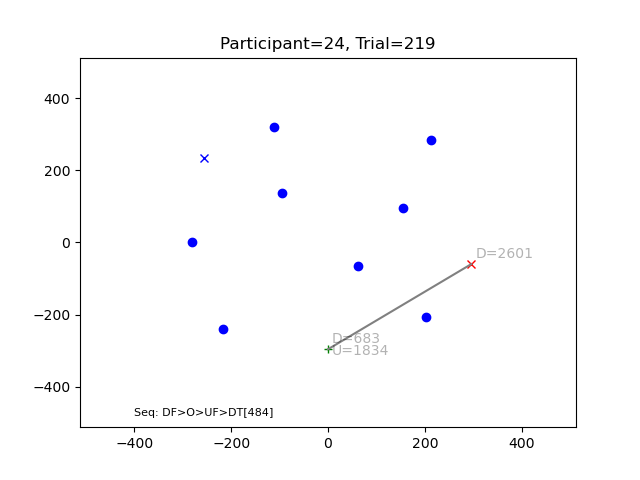 Participant=24, Trial=219
400
200
0
−200
−400
D=2601
D=683
U=1834
Seq: DF>O>UF>DT[484]
−400 −200 0 200 400